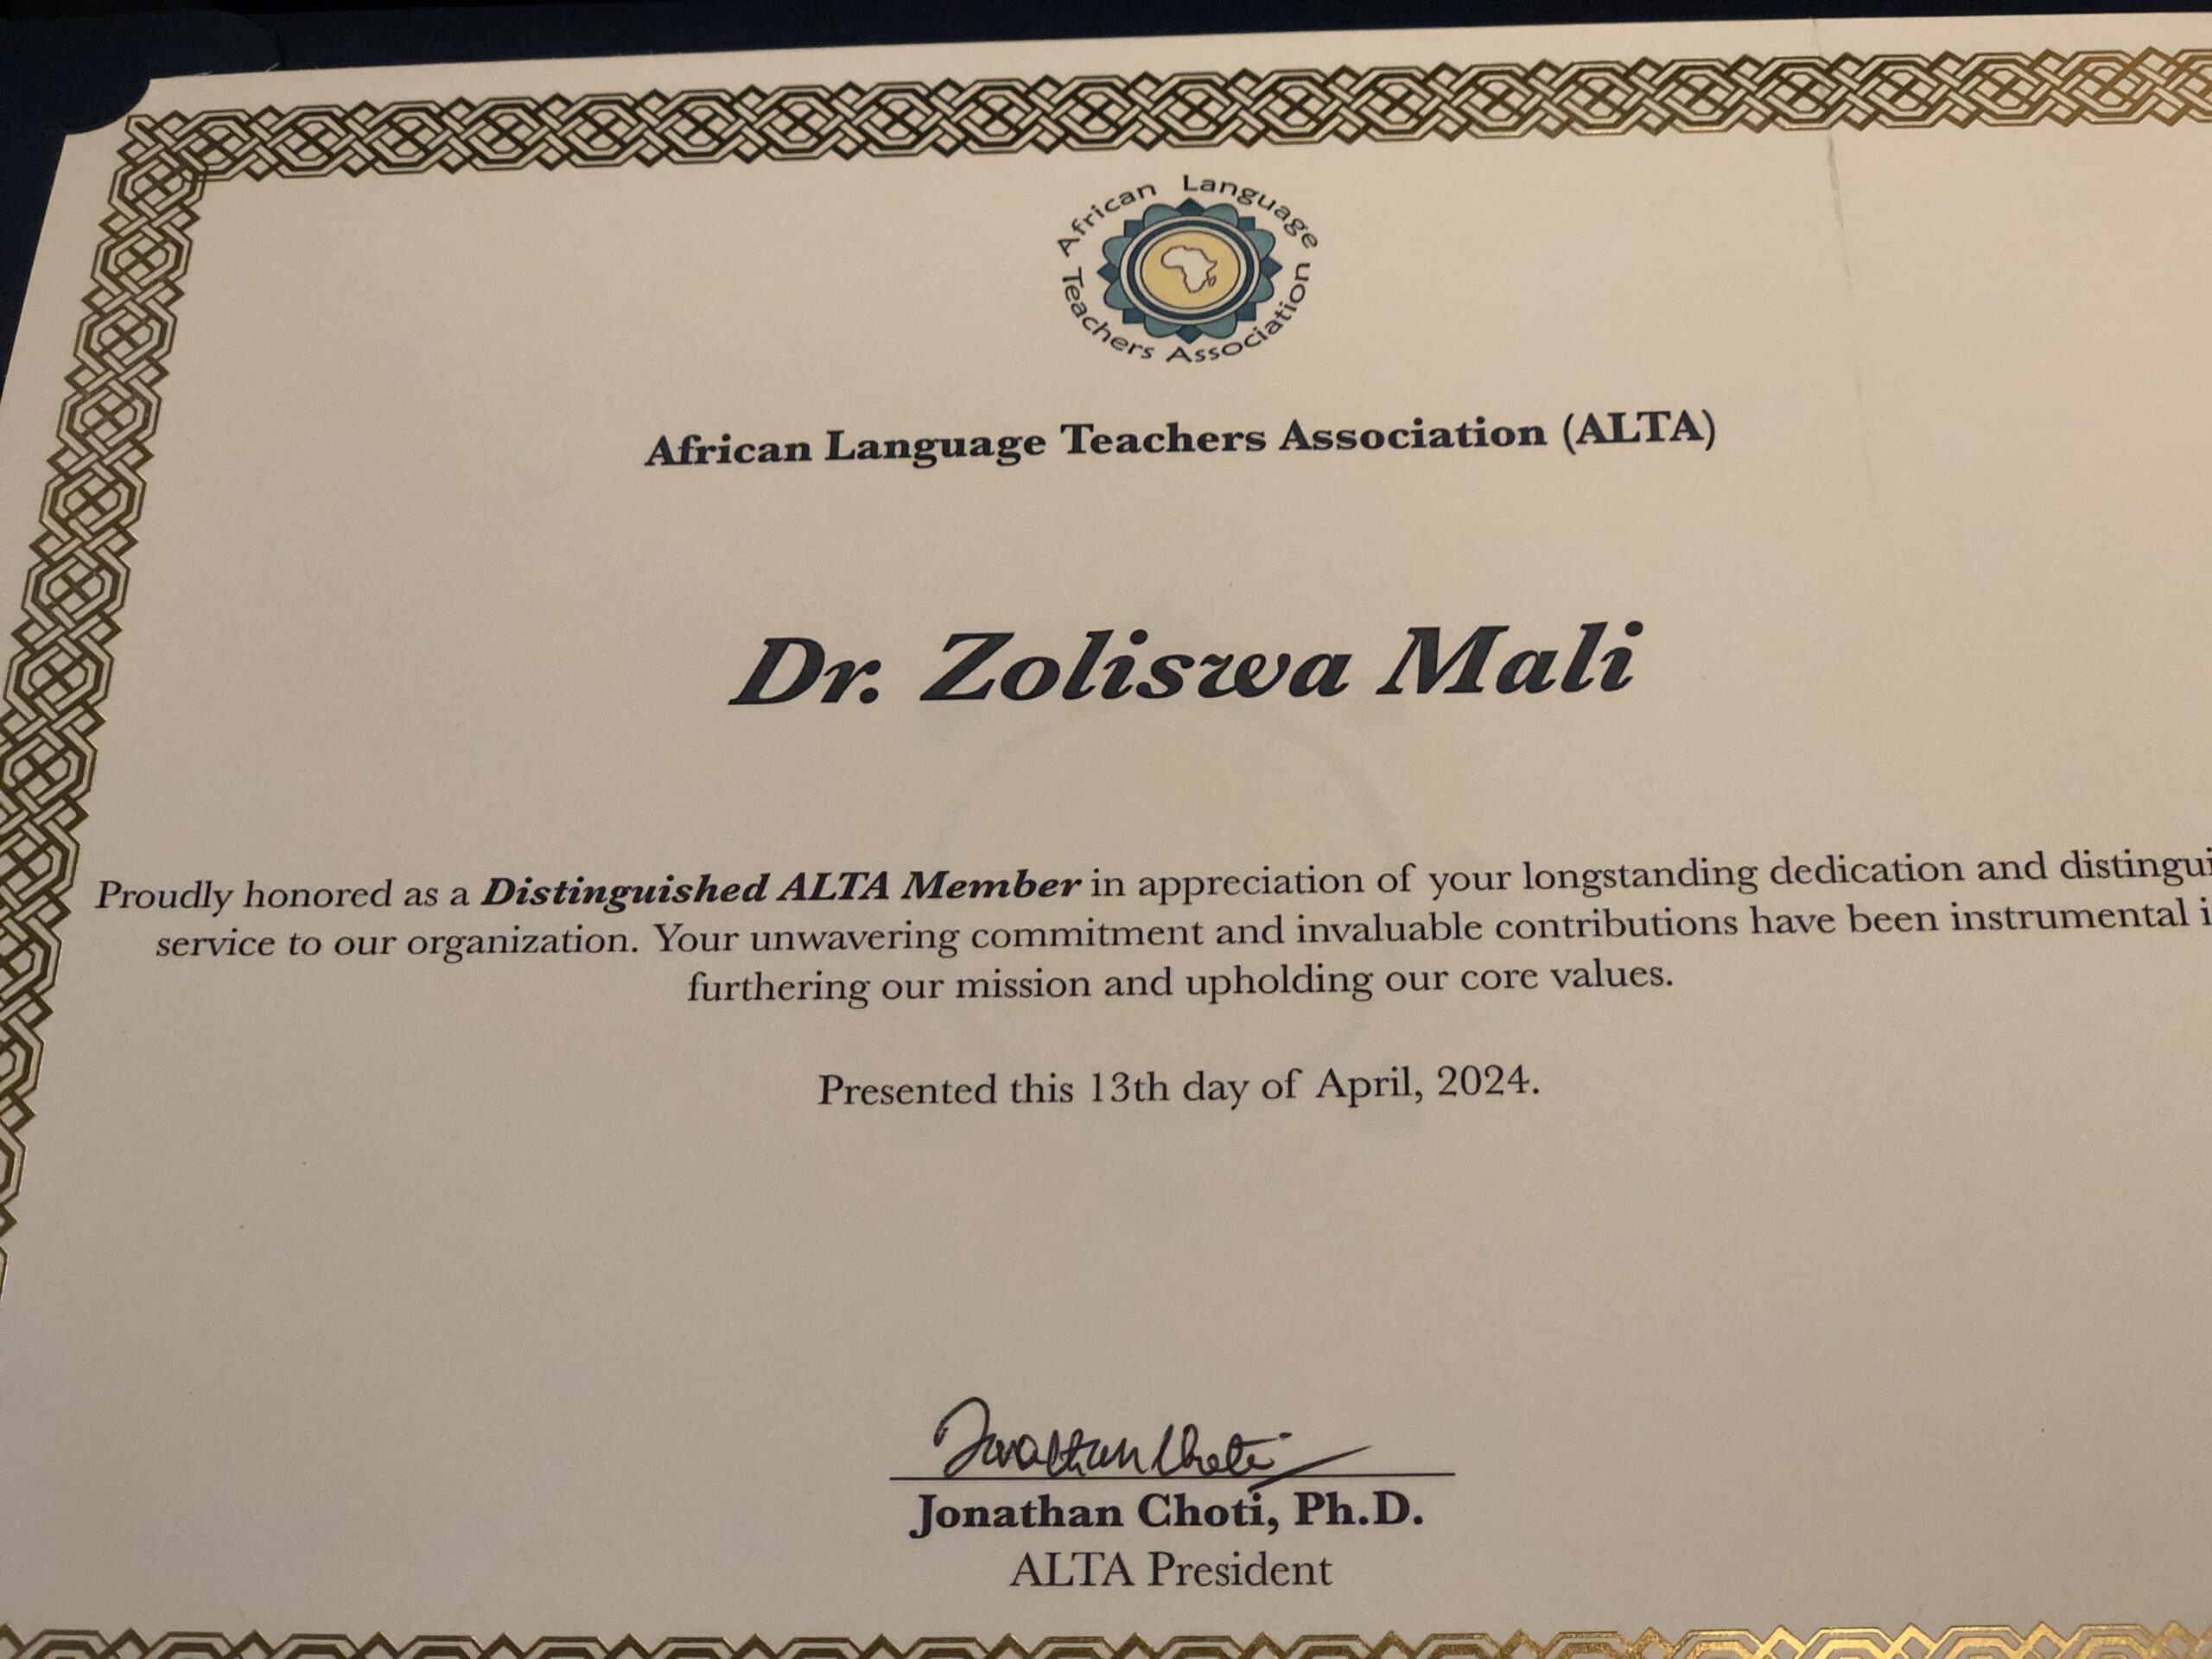 African Language
Teachers Association
African Language Teachers Association (ALTA)
Dr. Zoliswa Mali
Proudly honored as a Distinguished ALTA Member in appreciation of your longstanding dedication and distingui
service to our organization. Your unwavering commitment and invaluable contributions have been instrumental i
furthering our mission and upholding our core values.
Presented this 13th day of April, 2024.
Jonathan Choti
Jonathan Choti, Ph.D.
ALTA President